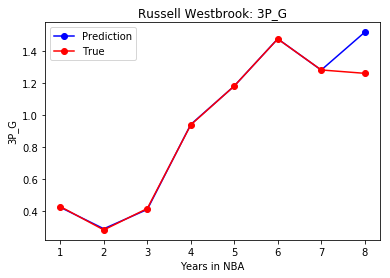 Russell Westbrook: 3P_G
Prediction
True
3P_G
1.4
1.2
1.0
0.8
0.6
0.4
1 2 3 4 5 6 7 8
Years in NBA